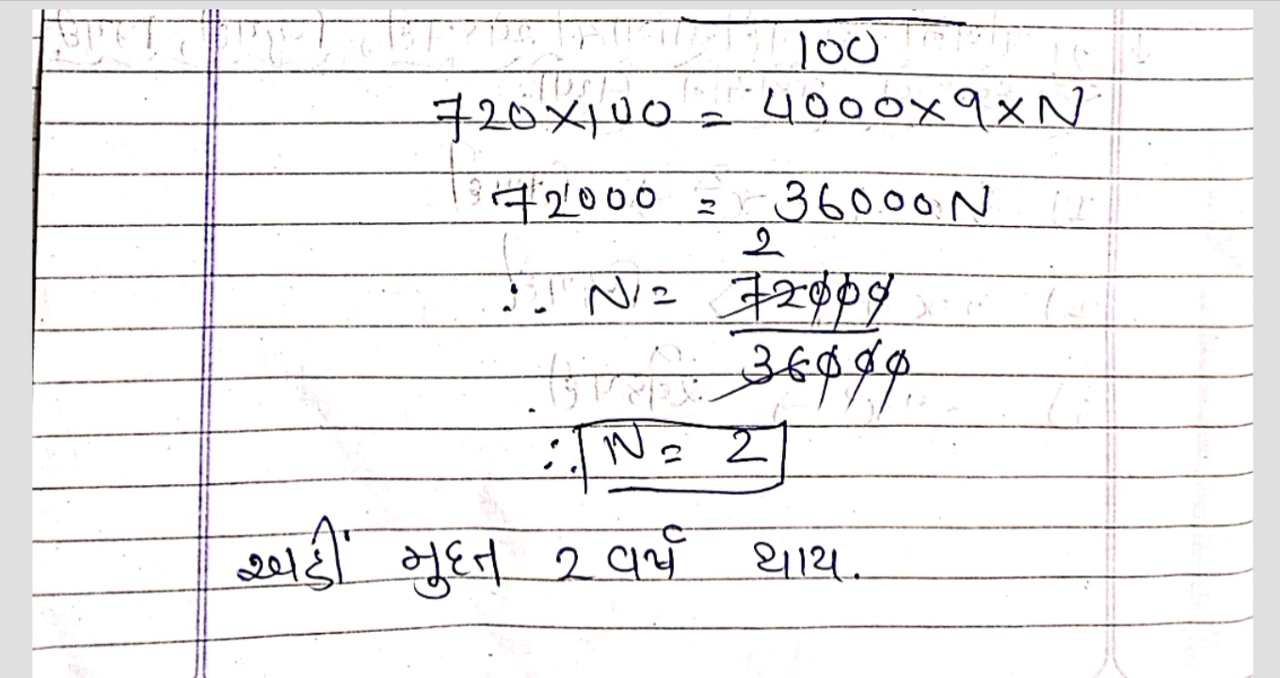 100
720×100 = 4000×9×N
72000 = 36000N
2
∴ N = 72000
36000
∴ N = 2
અહીં મુદ્દત 2 વર્ષ થાય.